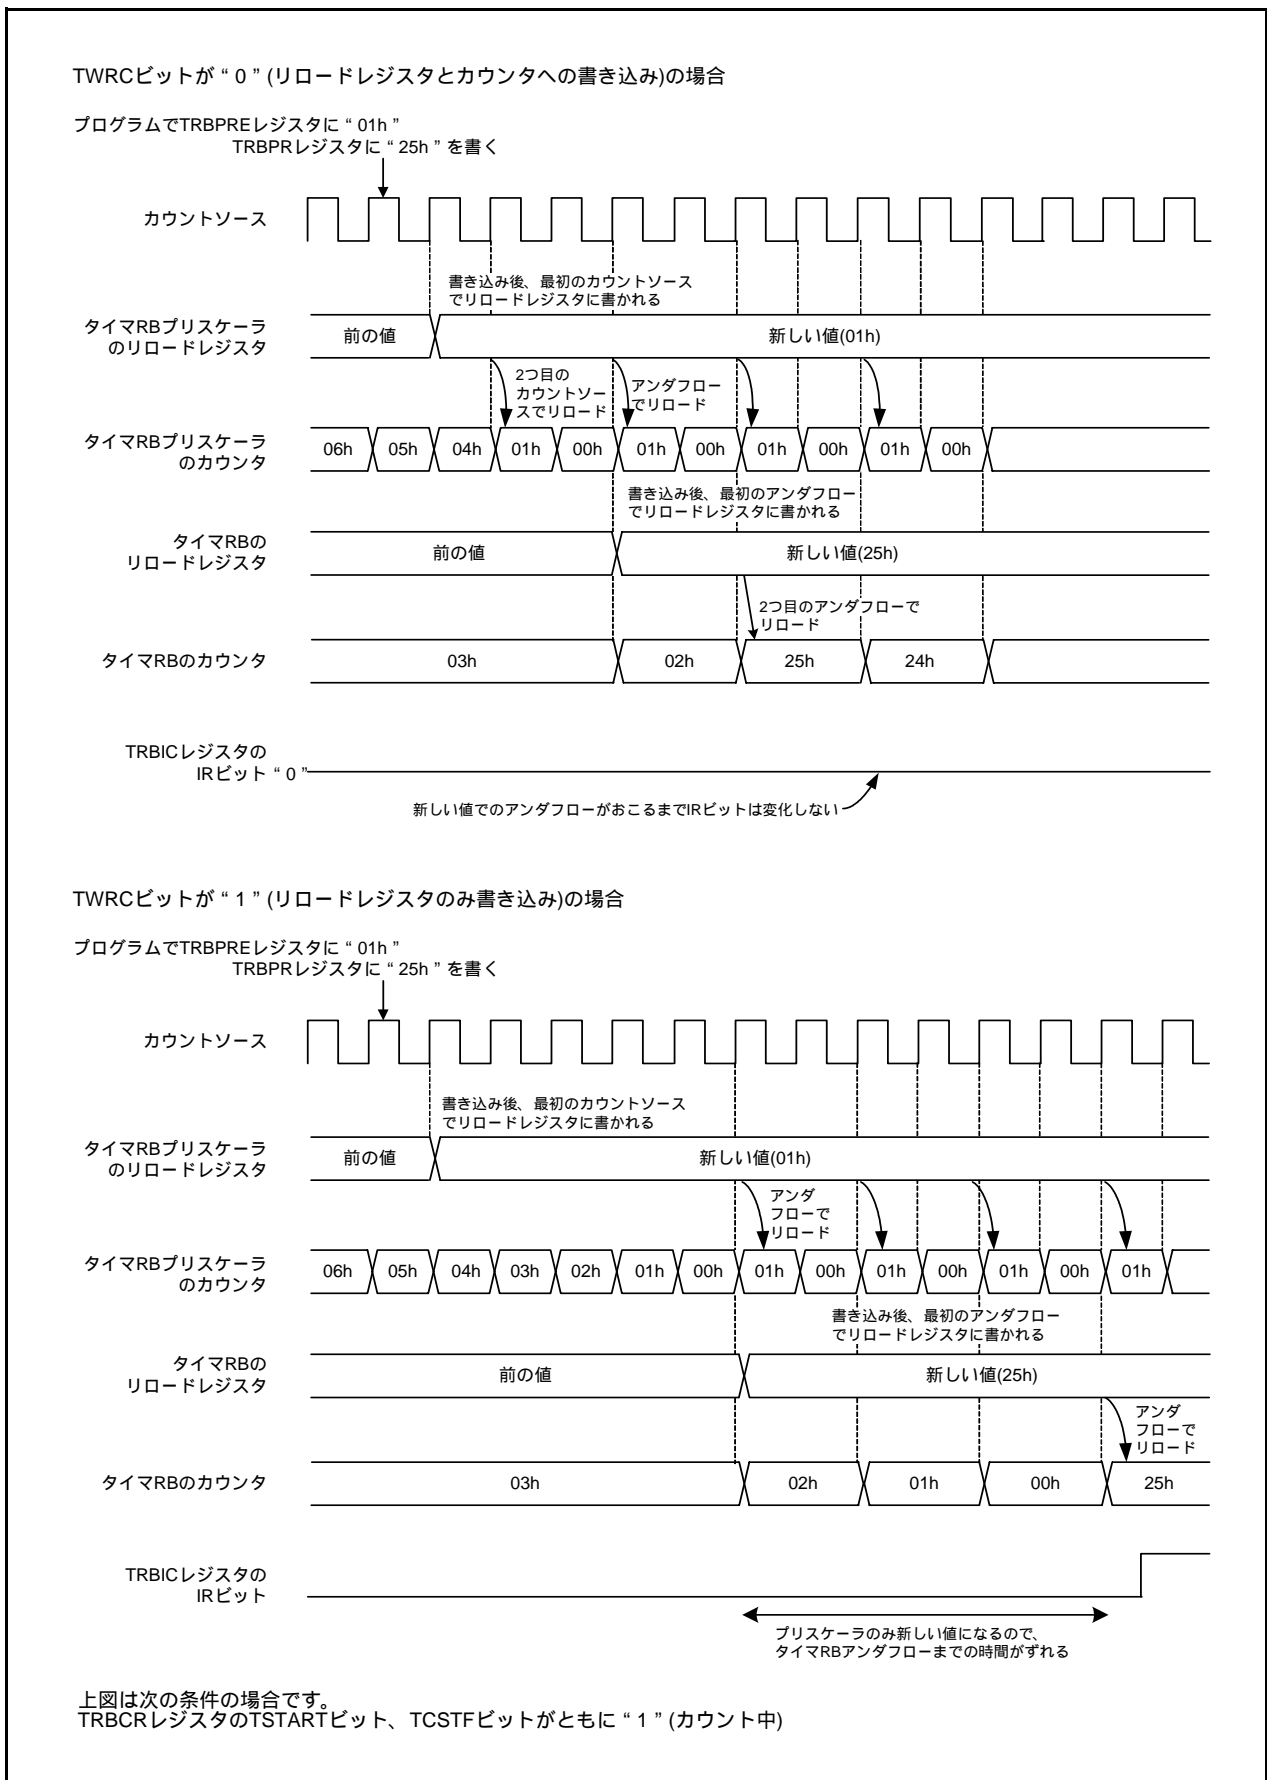 TWRCビットが“0”(リロードレジスタとカウンタへの書き込み)の場合
プログラムでTRBPREレジスタに“01h”
TRBPRレジスタに“25h”を書く
カウントソース
書き込み後、最初のカウントソース
でリロードレジスタに書かれる
タイマRBプリスケーラ
のリロードレジスタ
前の値
新しい値(01h)
2つ目の
カウントソー
スでリロード
アンダフロー
でリロード
タイマRBプリスケーラ
のカウンタ
06h 05h 04h 01h 00h 01h 00h 01h 00h 01h 00h
書き込み後、最初のアンダフロー
でリロードレジスタに書かれる
タイマRBの
リロードレジスタ
前の値
新しい値(25h)
2つ目のアンダフローで
リロード
タイマRBのカウンタ
03h 02h 25h 24h
TRBICレジスタの
IRビット“0”
新しい値でのアンダフローがおこるまでIRビットは変化しない
TWRCビットが“1”(リロードレジスタのみ書き込み)の場合
プログラムでTRBPREレジスタに“01h”
TRBPRレジスタに“25h”を書く
カウントソース
書き込み後、最初のカウントソース
でリロードレジスタに書かれる
タイマRBプリスケーラ
のリロードレジスタ
前の値
新しい値(01h)
アンダ
フローで
リロード
タイマRBプリスケーラ
のカウンタ
06h 05h 04h 03h 02h 01h 00h 01h 00h 01h 00h 01h 00h 01h
書き込み後、最初のアンダフロー
でリロードレジスタに書かれる
タイマRBの
リロードレジスタ
前の値
新しい値(25h)
アンダ
フローで
リロード
タイマRBのカウンタ
03h 02h 01h 00h 25h
TRBICレジスタの
IRビット
プリスケーラのみ新しい値になるので、
タイマRBアンダフローまでの時間がずれる
上図は次の条件の場合です。
TRBCRレジスタのTSTARTビット、TCSTFビットがともに“1”(カウント中)